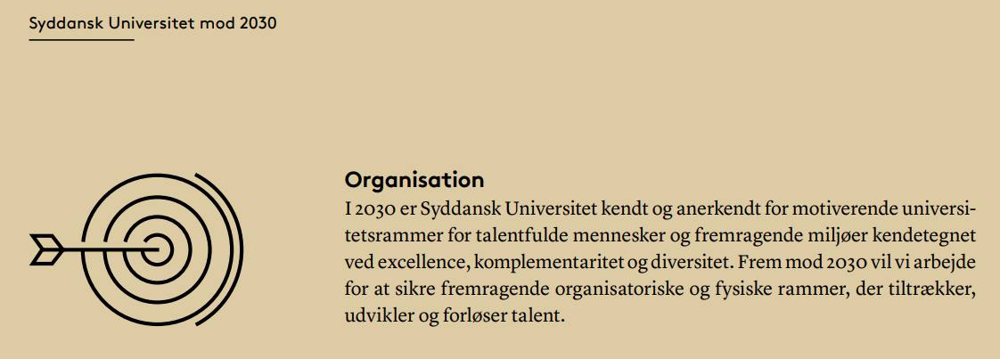 Syddansk Universitet mod 2030
Organisation
I 2030 er Syddansk Universitet kendt og anerkendt for motiverende universi-
tetsrammer for talentfulde mennesker og fremragende miljøer kendetegnet
ved excellence, komplementaritet og diversitet. Frem mod 2030 vil vi arbejde
for at sikre fremragende organisatoriske og fysiske rammer, der tiltrækker,
udvikler og forløser talent.